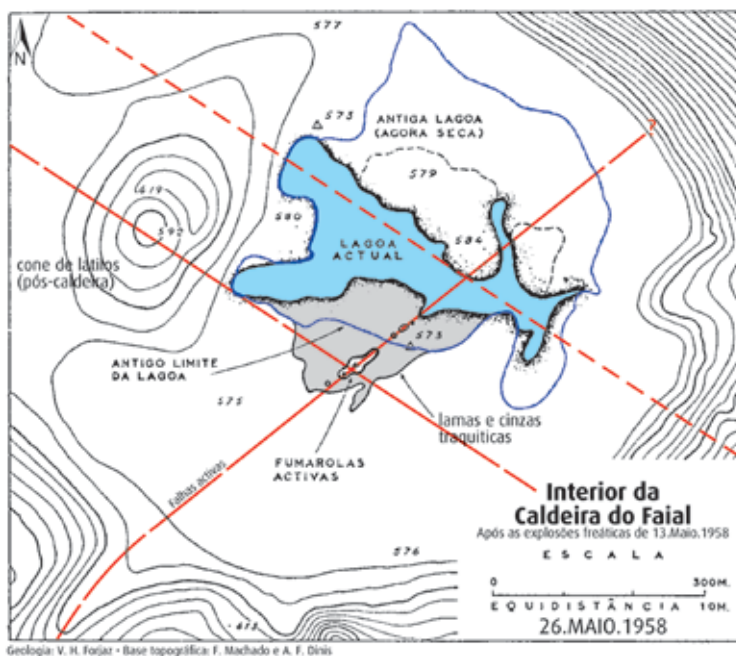 577
N
573
ANTIGA LAGOA
(AGORA SECA)
?
579
619
592
580
584
LAGOA
ACTUAL
cone de latitos
(pós-caldeira)
573
ANTIGO LIMITE
DA LAGOA
575
lamas e cinzas
traquíticas
FUMAROLAS
ACTIVAS
Falhas activas
Interior da
Caldeira do Faial
Após as explosões freáticas de 13.Maio.1958
ESCALA
0 300M.
EQUIDISTÂNCIA 10M.
26.MAIO.1958
576
615
Geologia: V. H. Forjaz • Base topográfica: F. Machado e A. F. Dinis